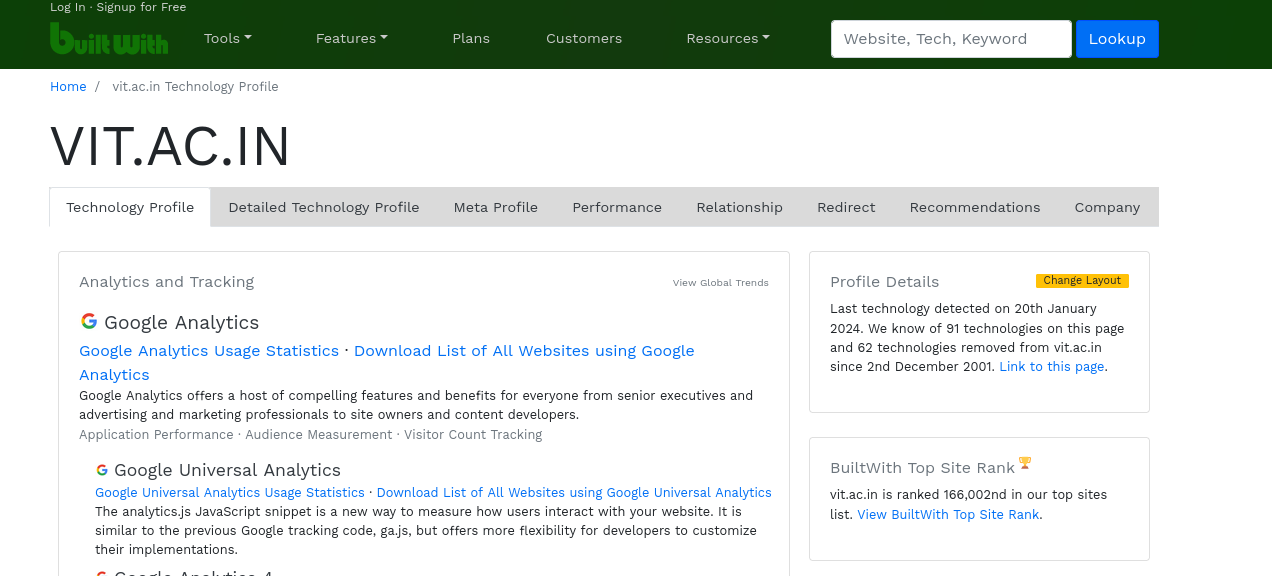 Log In · Signup for Free
built with
Tools
Features
Plans
Customers
Resources
Website, Tech, Keyword
Lookup
Home / vit.ac.in Technology Profile
VIT.AC.IN
Technology Profile
Detailed Technology Profile
Meta Profile
Performance
Relationship
Redirect
Recommendations
Company
Analytics and Tracking
View Global Trends
Google Analytics
Google Analytics Usage Statistics · Download List of All Websites using Google
Analytics
Google Analytics offers a host of compelling features and benefits for everyone from senior executives and
advertising and marketing professionals to site owners and content developers.
Application Performance · Audience Measurement · Visitor Count Tracking
Google Universal Analytics
Google Universal Analytics Usage Statistics · Download List of All Websites using Google Universal Analytics
The analytics.js JavaScript snippet is a new way to measure how users interact with your website. It is
similar to the previous Google tracking code, ga.js, but offers more flexibility for developers to customize
their implementations.
Google Analytics 4
Profile Details
Change Layout
Last technology detected on 20th January
2024. We know of 91 technologies on this page
and 62 technologies removed from vit.ac.in
since 2nd December 2001. Link to this page.
BuiltWith Top Site Rank
vit.ac.in is ranked 166,002nd in our top sites
list. View BuiltWith Top Site Rank.